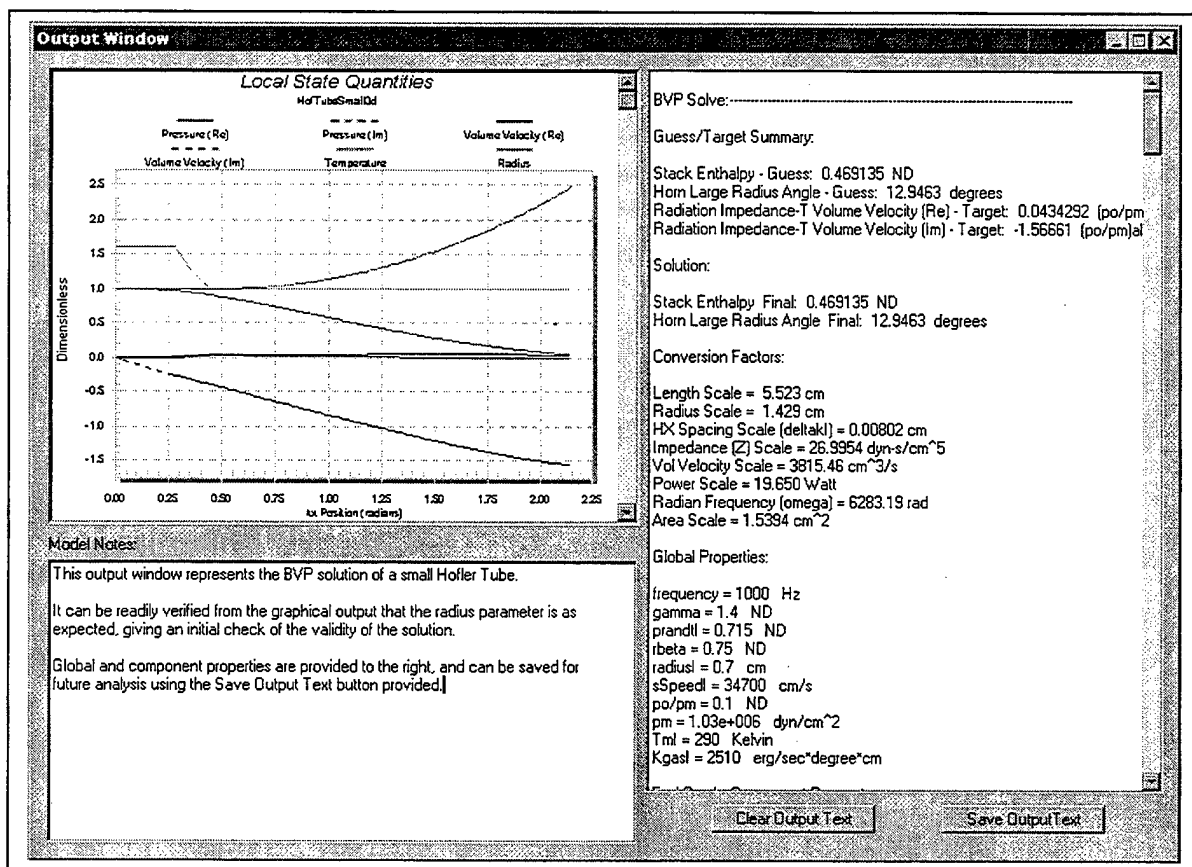 Output Window
Local State Quantities
HofTubeSmallDd
Pressure (Re)
Pressure (Im)
Volume Velocity (Re)
Volume Velocity (Im)
Temperature
Radius
2.5
2.0
1.5
1.0
0.5
0.0
-0.5
-1.0
-1.5
Dimensionless
0.00 0.25 0.50 0.75 1.00 1.25 1.50 1.75 2.00 2.25
kx Position (radians)
Model Notes:
This output window represents the BVP solution of a small Hofler Tube.
It can be readily verified from the graphical output that the radius parameter is as
expected, giving an initial check of the validity of the solution.
Global and component properties are provided to the right, and can be saved for
future analysis using the Save Output Text button provided.
BVP Solve:--------------------------------------------------------------
Guess/Target Summary:
Stack Enthalpy - Guess: 0.469135 ND
Horn Large Radius Angle - Guess: 12.9463 degrees
Radiation Impedance-T Volume Velocity (Re) - Target: 0.0434292 (po/pm
Radiation Impedance-T Volume Velocity (Im) - Target: -1.56661 (po/pm)al
Solution:
Stack Enthalpy Final: 0.469135 ND
Horn Large Radius Angle Final: 12.9463 degrees
Conversion Factors:
Length Scale = 5.523 cm
Radius Scale = 1.429 cm
HX Spacing Scale (deltakl) = 0.00802 cm
Impedance (Z) Scale = 26.9954 dyn-s/cm^5
Vol Velocity Scale = 3815.46 cm^3/s
Power Scale = 19.650 Watt
Radian Frequency (omega) = 6283.19 rad
Area Scale = 1.5394 cm^2
Global Properties:
frequency = 1000 Hz
gamma = 1.4 ND
prandtl = 0.715 ND
rbeta = 0.75 ND
radiusl = 0.7 cm
sSpeedl = 34700 cm/s
po/pm = 0.1 ND
pm = 1.03e+006 dyn/cm^2
Tml = 290 Kelvin
Kgasl = 2510 erg/sec*degree*cm
Clear Output Text
Save OutputText